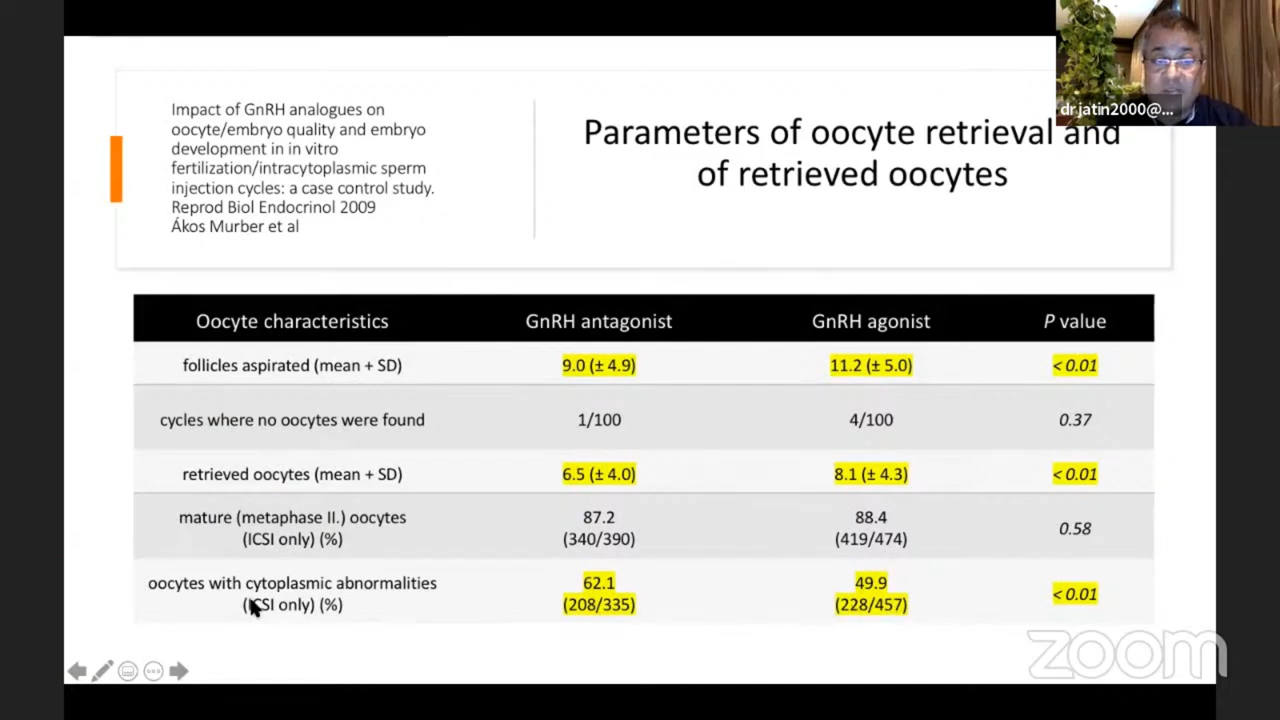 dr.jatin2000@...
Impact of GnRH analogues on
oocyte/embryo quality and embryo
development in in vitro
fertilization/intracytoplasmic sperm
injection cycles: a case control study.
Reprod Biol Endocrinol 2009
Ákos Murber et al
Parameters of oocyte retrieval and
of retrieved oocytes
Oocyte characteristics GnRH antagonist GnRH agonist P value
follicles aspirated (mean + SD) 9.0 (± 4.9) 11.2 (± 5.0) < 0.01
cycles where no oocytes were found 1/100 4/100 0.37
retrieved oocytes (mean + SD) 6.5 (± 4.0) 8.1 (± 4.3) < 0.01
mature (metaphase II.) oocytes 87.2 88.4
(ICSI only) (%) (340/390) (419/474) 0.58
oocytes with cytoplasmic abnormalities 62.1 49.9
(ICSI only) (%) (208/335) (228/457) < 0.01
zoom